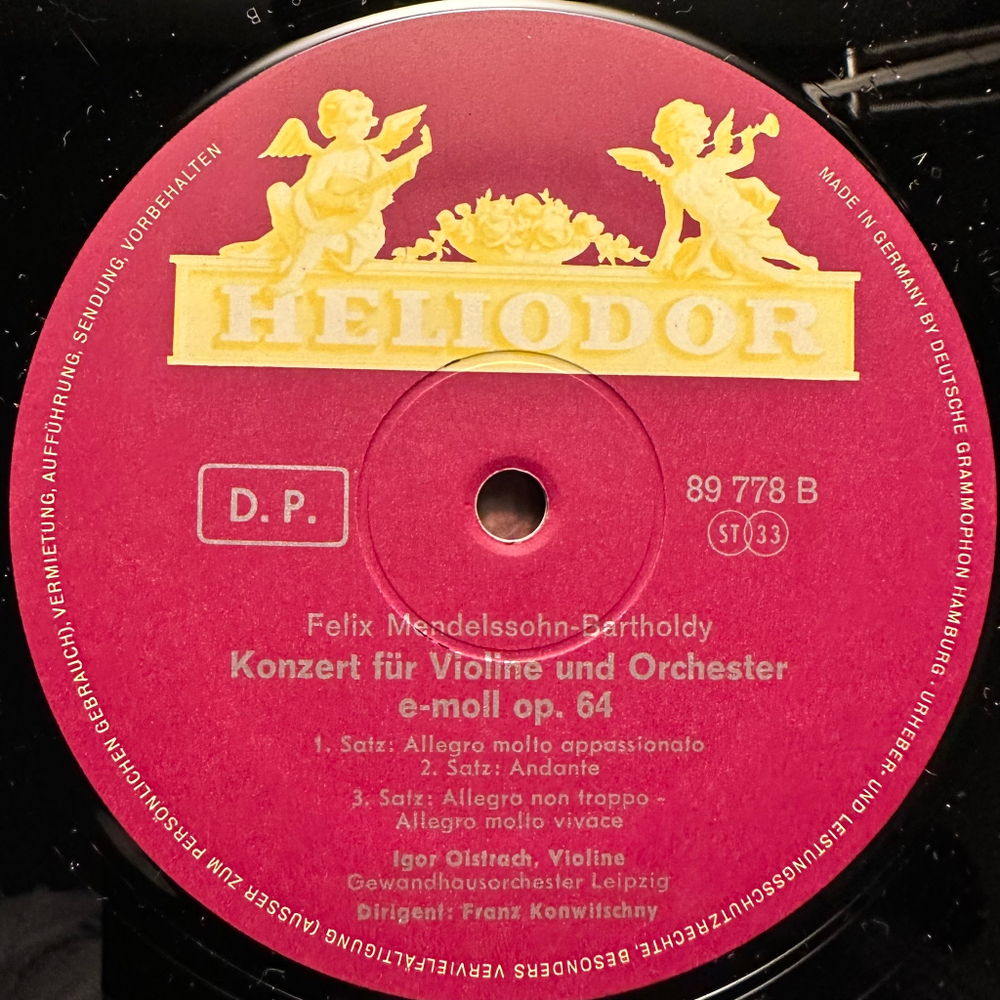 HELIODOR
D. P.
89 778 B
ST 33
Felix Mendelssohn-Bartholdy
Konzert für Violine und Orchester
e-moll op. 64
1. Satz: Allegro molto appassionato
2. Satz: Andante
3. Satz: Allegro non troppo -
Allegro molto vivace
Igor Oistrach, Violine
Gewandhausorchester Leipzig
Dirigent: Franz Konwitschny
MADE IN GERMANY BY DEUTSCHE GRAMMOPHON HAMBURG · URHEBER- UND LEISTUNGSSCHUTZRECHTE, BESONDERS VERVIELFÄLTIGUNG (AUSSER ZUM PERSÖNLICHEN GEBRAUCH), VERMIETUNG, AUFFÜHRUNG, SENDUNG, VORBEHALTEN